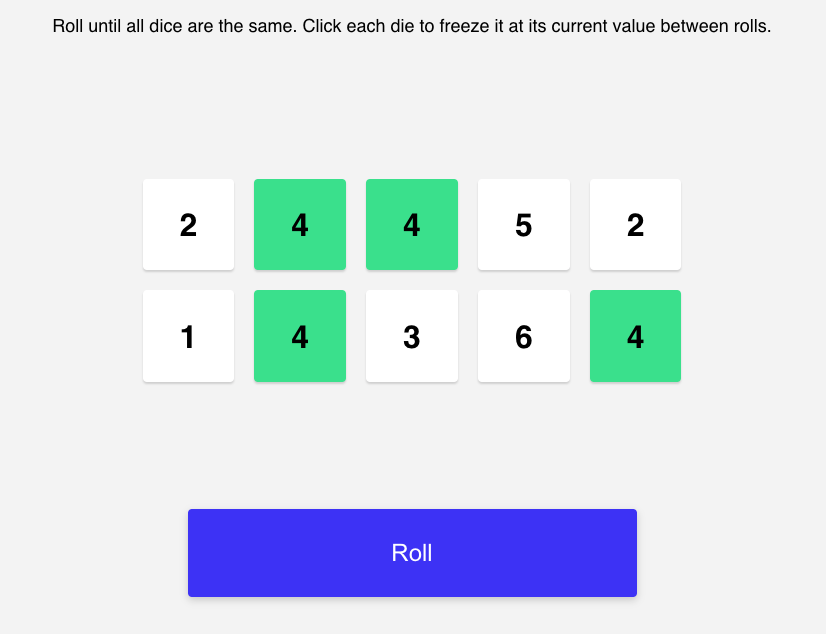 Roll until all dice are the same. Click each die to freeze it at its current value between rolls.
2 4 4 5 2
1 4 3 6 4
Roll